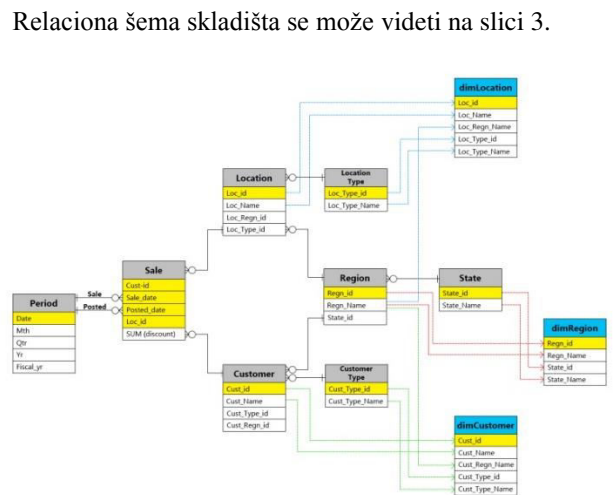 Relaciona šema skladišta se može videti na slici 3.
dimLocation
Loc_id
Loc_Name
Loc_Regn_Name
Loc_Type_id
Loc_Type_Name
Location
Loc_id
Loc_Name
Loc_Regn_id
Loc_Type_id
Location
Type
Loc_Type_id
Loc_Type_Name
Sale
Cust-id
Sale_date
Posted_date
Loc_id
SUM (discount)
Sale
Posted
Period
Date
Mth
Qtr
Yr
Fiscal_yr
Region
Regn_id
Regn_Name
State_id
State
State_id
State_Name
dimRegion
Regn_id
Regn_Name
State_id
State_Name
Customer
Cust_id
Cust_Name
Cust_Type_id
Cust_Regn_id
Customer
Type
Cust_Type_id
Cust_Type_Name
dimCustomer
Cust_id
Cust_Name
Cust_Regn_Name
Cust_Type_id
Cust_Type_Name